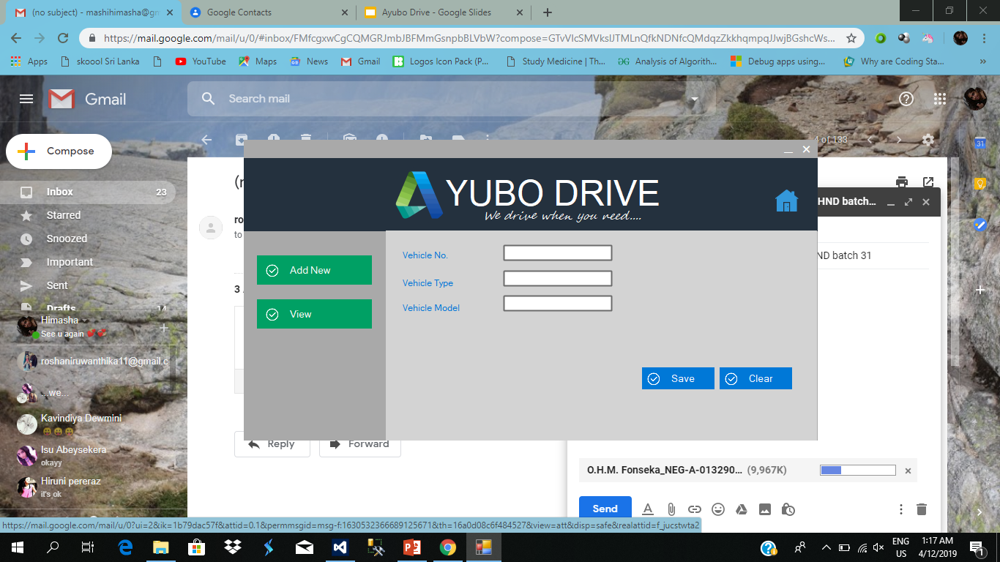 (no subject) - mashihimasha@gm
Google Contacts
Ayubo Drive - Google Slides
https://mail.google.com/mail/u/0/#inbox/FMfcgxwCgCQMGRJmbJBFMmGsnpbBLVbW?compose=GTvVlcSMVkslJTMLnQfkNDNfcQMdqzZkkhqmpqJJwjBGshcWs...
Apps
skoool Sri Lanka
YouTube
Maps
News
Gmail
Logos Icon Pack (P...
Study Medicine | Th...
Analysis of Algorith...
Debug apps using...
Why are Coding Sta...
»
Gmail
Search mail
Compose
4 of 133
Inbox 23
Starred
Snoozed
Important
Sent
Drafts 14
Himasha
See u again
roshaniruwanthika11@gmail.c
...we...
Kavindiya Dewmini
Isu Abeysekera
okayy
Hiruni pereraz
it's ok
ro
to
3
Reply
Forward
YUBO DRIVE
We drive when you need....
Add New
View
Vehicle No.
Vehicle Type
Vehicle Model
Save
Clear
HND batch...
ND batch 31
O.H.M. Fonseka_NEG-A-013290... (9,967K)
Send
31
https://mail.google.com/mail/u/0?ui=2&ik=1b79dac57f&attid=0.1&permmsgid=msg-f:1630532366689125671&th=16a0d08c6f484527&view=att&disp=safe&realattid=f_jucstwta2
ENG
US
1:17 AM
4/12/2019
1